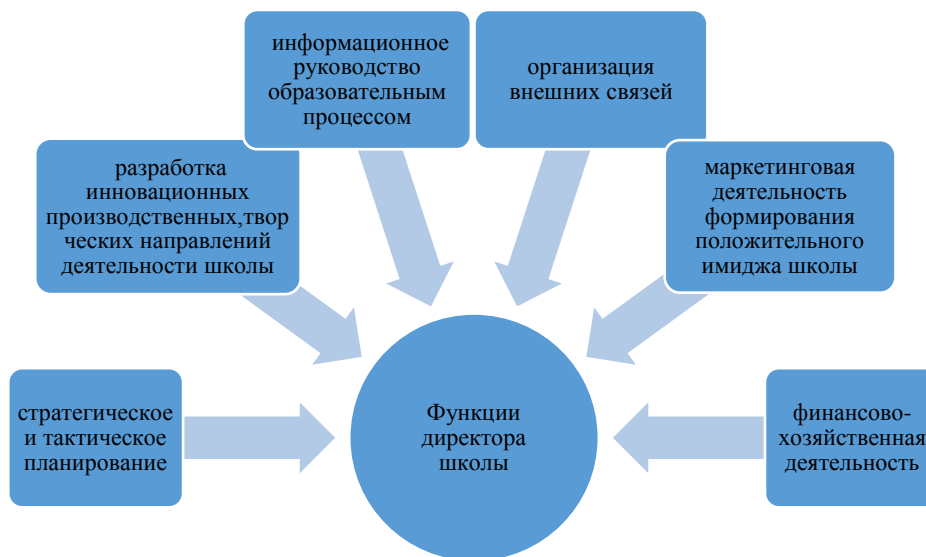 информационное
руководство
образовательным
процессом
организация
внешних связей
разработка
инновационных
производственных,твор
ческих направлений
деятельности школы
маркетинговая
деятельность
формирования
положительного
имиджа школы
стратегическое
и тактическое
планирование
Функции
директора
школы
финансово-
хозяйственная
деятельность